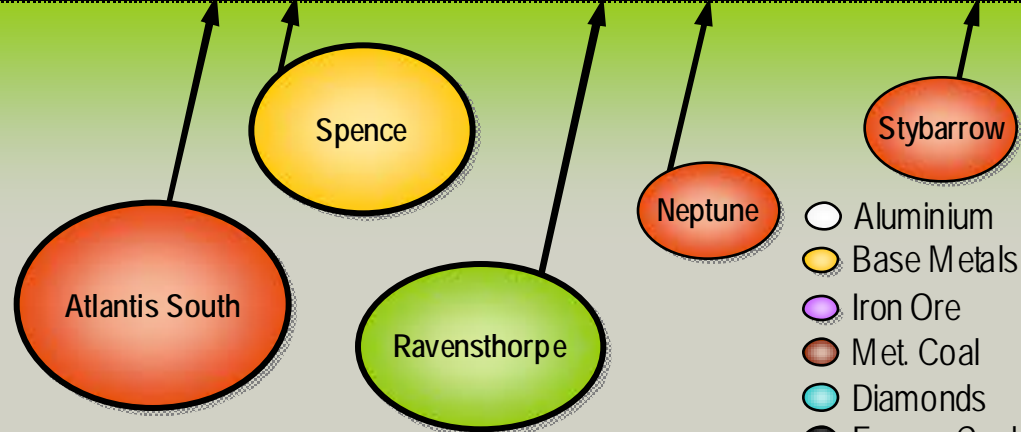 Spence
Stybarrow
Neptune
Atlantis South
Ravensthorpe
Aluminium
Base Metals
Iron Ore
Met. Coal
Diamonds